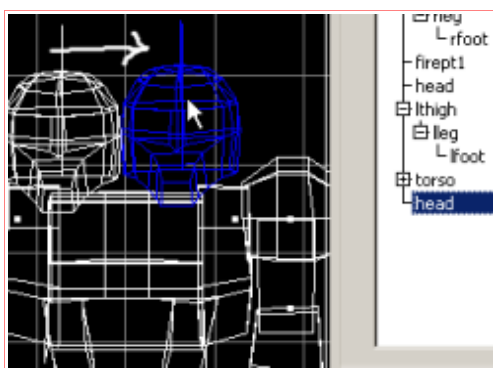 rleg
rfoot
firept1
head
lthigh
lleg
lfoot
torso
head